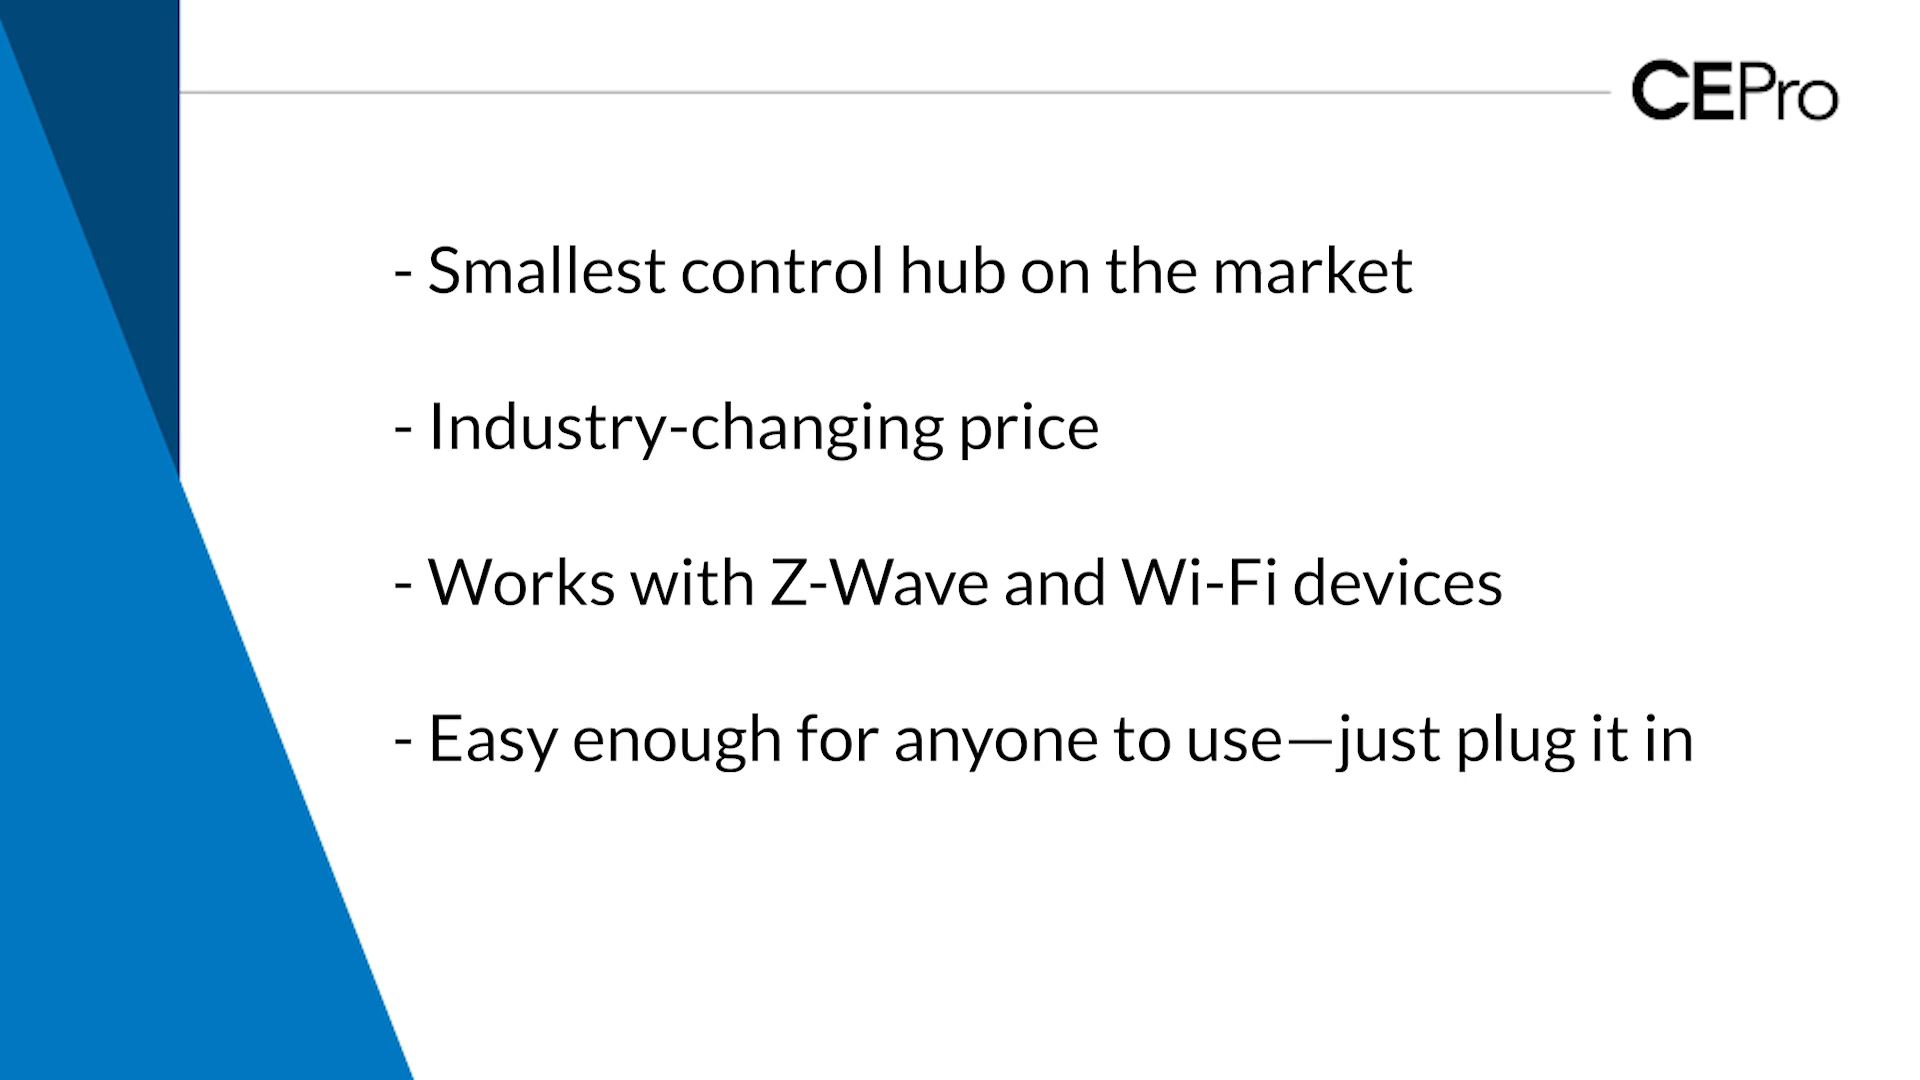 CEPro
- Smallest control hub on the market
- Industry-changing price
- Works with Z-Wave and Wi-Fi devices
- Easy enough for anyone to use—just plug it in